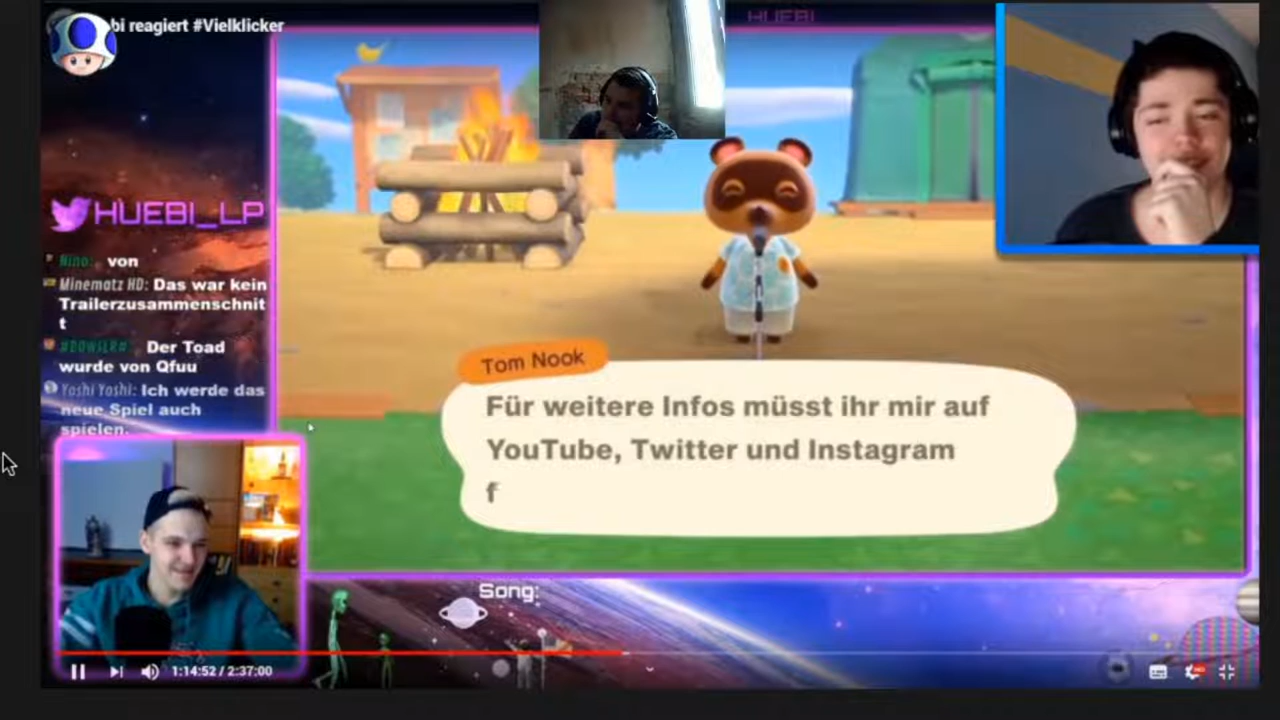 bi reagiert #Vielklicker
HUEBI
HUEBI_LP
Nino: von
Minematz HD: Das war kein
Trailerzusammenschnit
t
#DOWSER#: Der Toad
wurde von Qfuu
Yoshi Yoshi: Ich werde das
neue Spiel auch
spielen.
Tom Nook
Für weitere Infos müsst ihr mir auf
YouTube, Twitter und Instagram
f
Song:
1:14:52 / 2:37:00